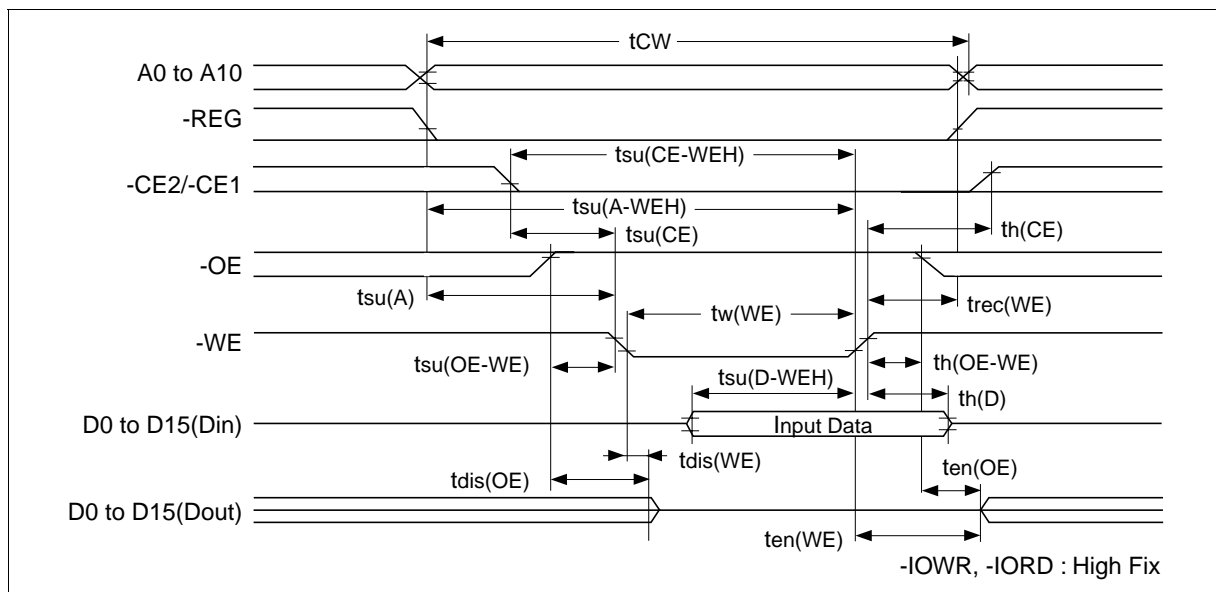 tCW
A0 to A10
-REG
tsu(CE-WEH)
-CE2/-CE1
tsu(A-WEH)
tsu(CE)
th(CE)
-OE
tsu(A)
trec(WE)
tw(WE)
-WE
tsu(OE-WE)
th(OE-WE)
tsu(D-WEH)
th(D)
D0 to D15(Din)
Input Data
tdis(WE)
ten(OE)
tdis(OE)
D0 to D15(Dout)
ten(WE)
-IOWR, -IORD : High Fix